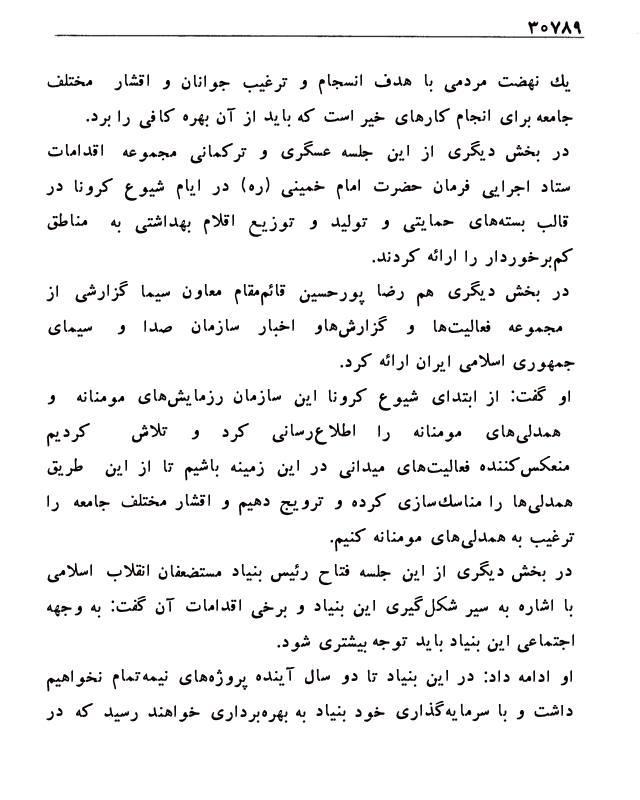 ۳۰۷۸۹
یك نهضت مردمی با هدف انسجام و ترغیب جوانان و اقشار مختلف
جامعه برای انجام کارهای خیر است که باید از آن بهره کافی را برد.
در بخش دیگری از این جلسه عسگری و ترکمانی مجموعه اقدامات
ستاد اجرایی فرمان حضرت امام خمینی (ره) در ایام شیوع کرونا در
قالب بسته‌های حمایتی و تولید و توزیع اقلام بهداشتی به مناطق
کم‌برخوردار را ارائه کردند.
در بخش دیگری هم رضا پورحسین قائم‌مقام معاون سیما گزارشی از
مجموعه فعالیت‌ها و گزارش‌هاو اخبار سازمان صدا و سیمای
جمهوری اسلامی ایران ارائه کرد.
او گفت: از ابتدای شیوع کرونا این سازمان رزمایش‌های مومنانه و
همدلی‌های مومنانه را اطلاع‌رسانی کرد و تلاش کردیم
منعکس‌کننده فعالیت‌های میدانی در این زمینه باشیم تا از این طریق
همدلی‌ها را مناسك‌سازی کرده و ترویج دهیم و اقشار مختلف جامعه را
ترغیب به همدلی‌های مومنانه کنیم.
در بخش دیگری از این جلسه فتاح رئیس بنیاد مستضعفان انقلاب اسلامی
با اشاره به سیر شکل‌گیری این بنیاد و برخی اقدامات آن گفت: به وجهه
اجتماعی این بنیاد باید توجه بیشتری شود.
او ادامه داد: در این بنیاد تا دو سال آینده پروژه‌های نیمه‌تمام نخواهیم
داشت و با سرمایه‌گذاری خود بنیاد به بهره‌برداری خواهند رسید که در